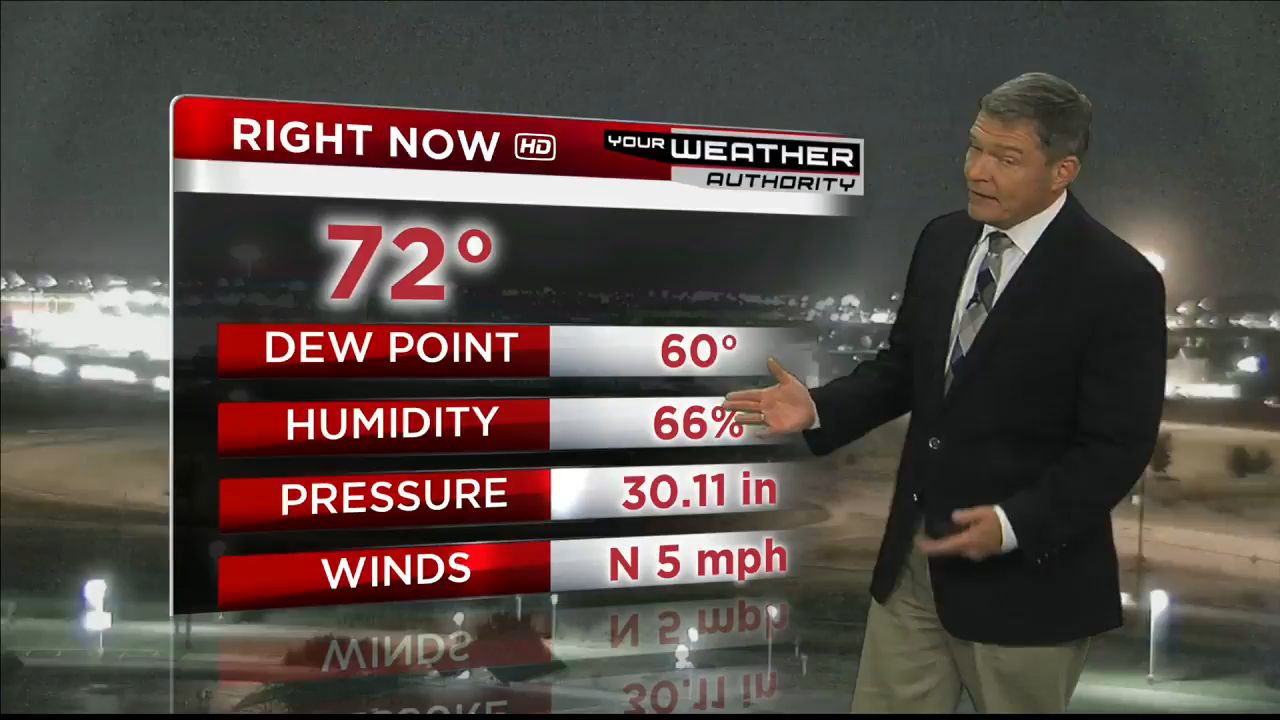 RIGHT NOW HD
YOUR WEATHER
AUTHORITY
72°
DEW POINT 60°
HUMIDITY 66%
PRESSURE 30.11 in
WINDS N 5 mph